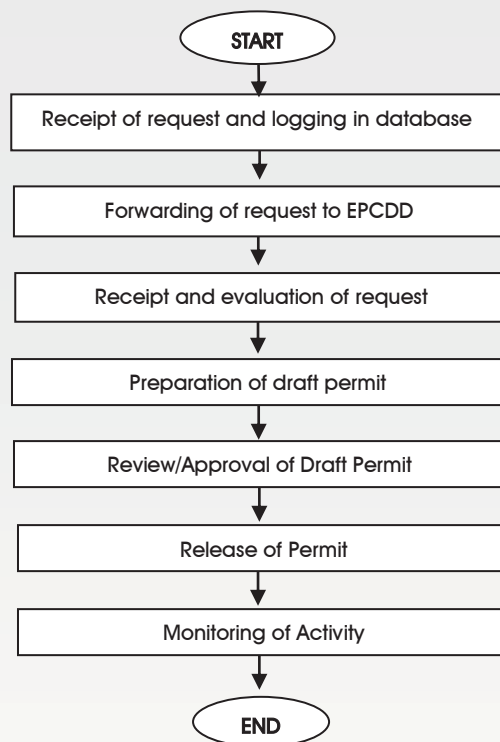 START
Receipt of request and logging in database
Forwarding of request to EPCDD
Receipt and evaluation of request
Preparation of draft permit
Review/Approval of Draft Permit
Release of Permit
Monitoring of Activity
END